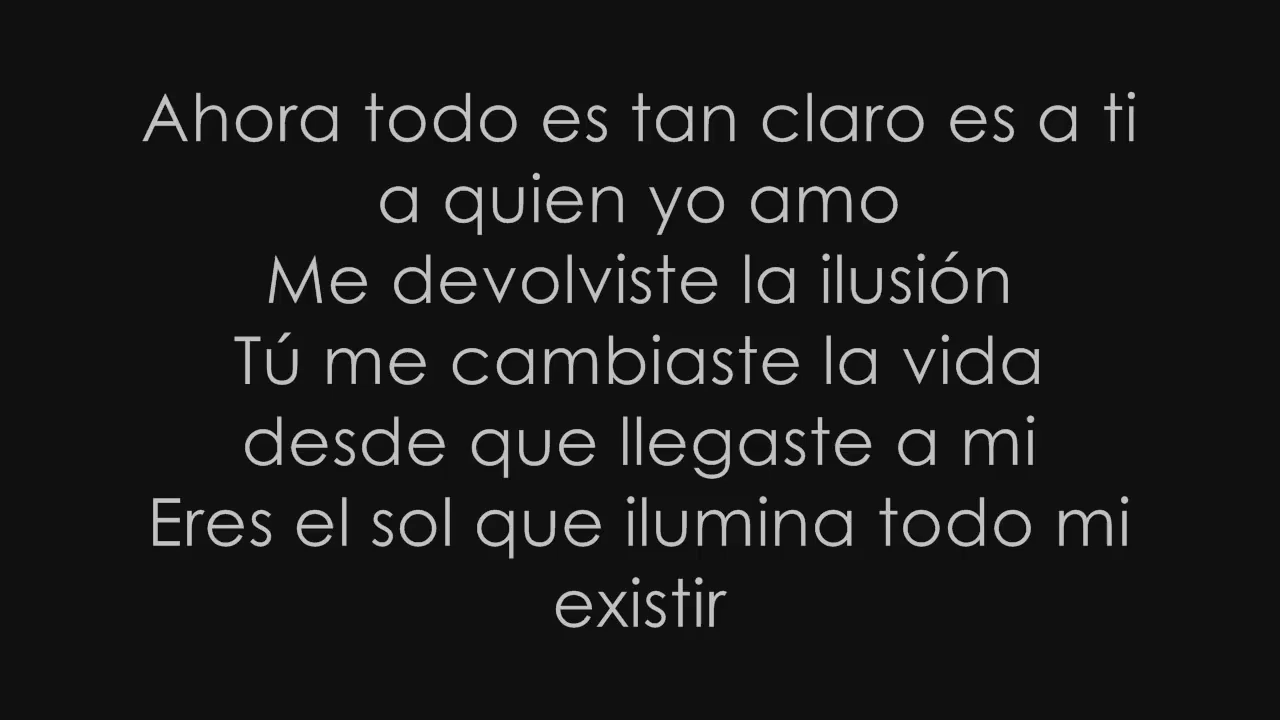 Ahora todo es tan claro es a ti
a quien yo amo
Me devolviste la ilusión
Tú me cambiaste la vida
desde que llegaste a mi
Eres el sol que ilumina todo mi
existir